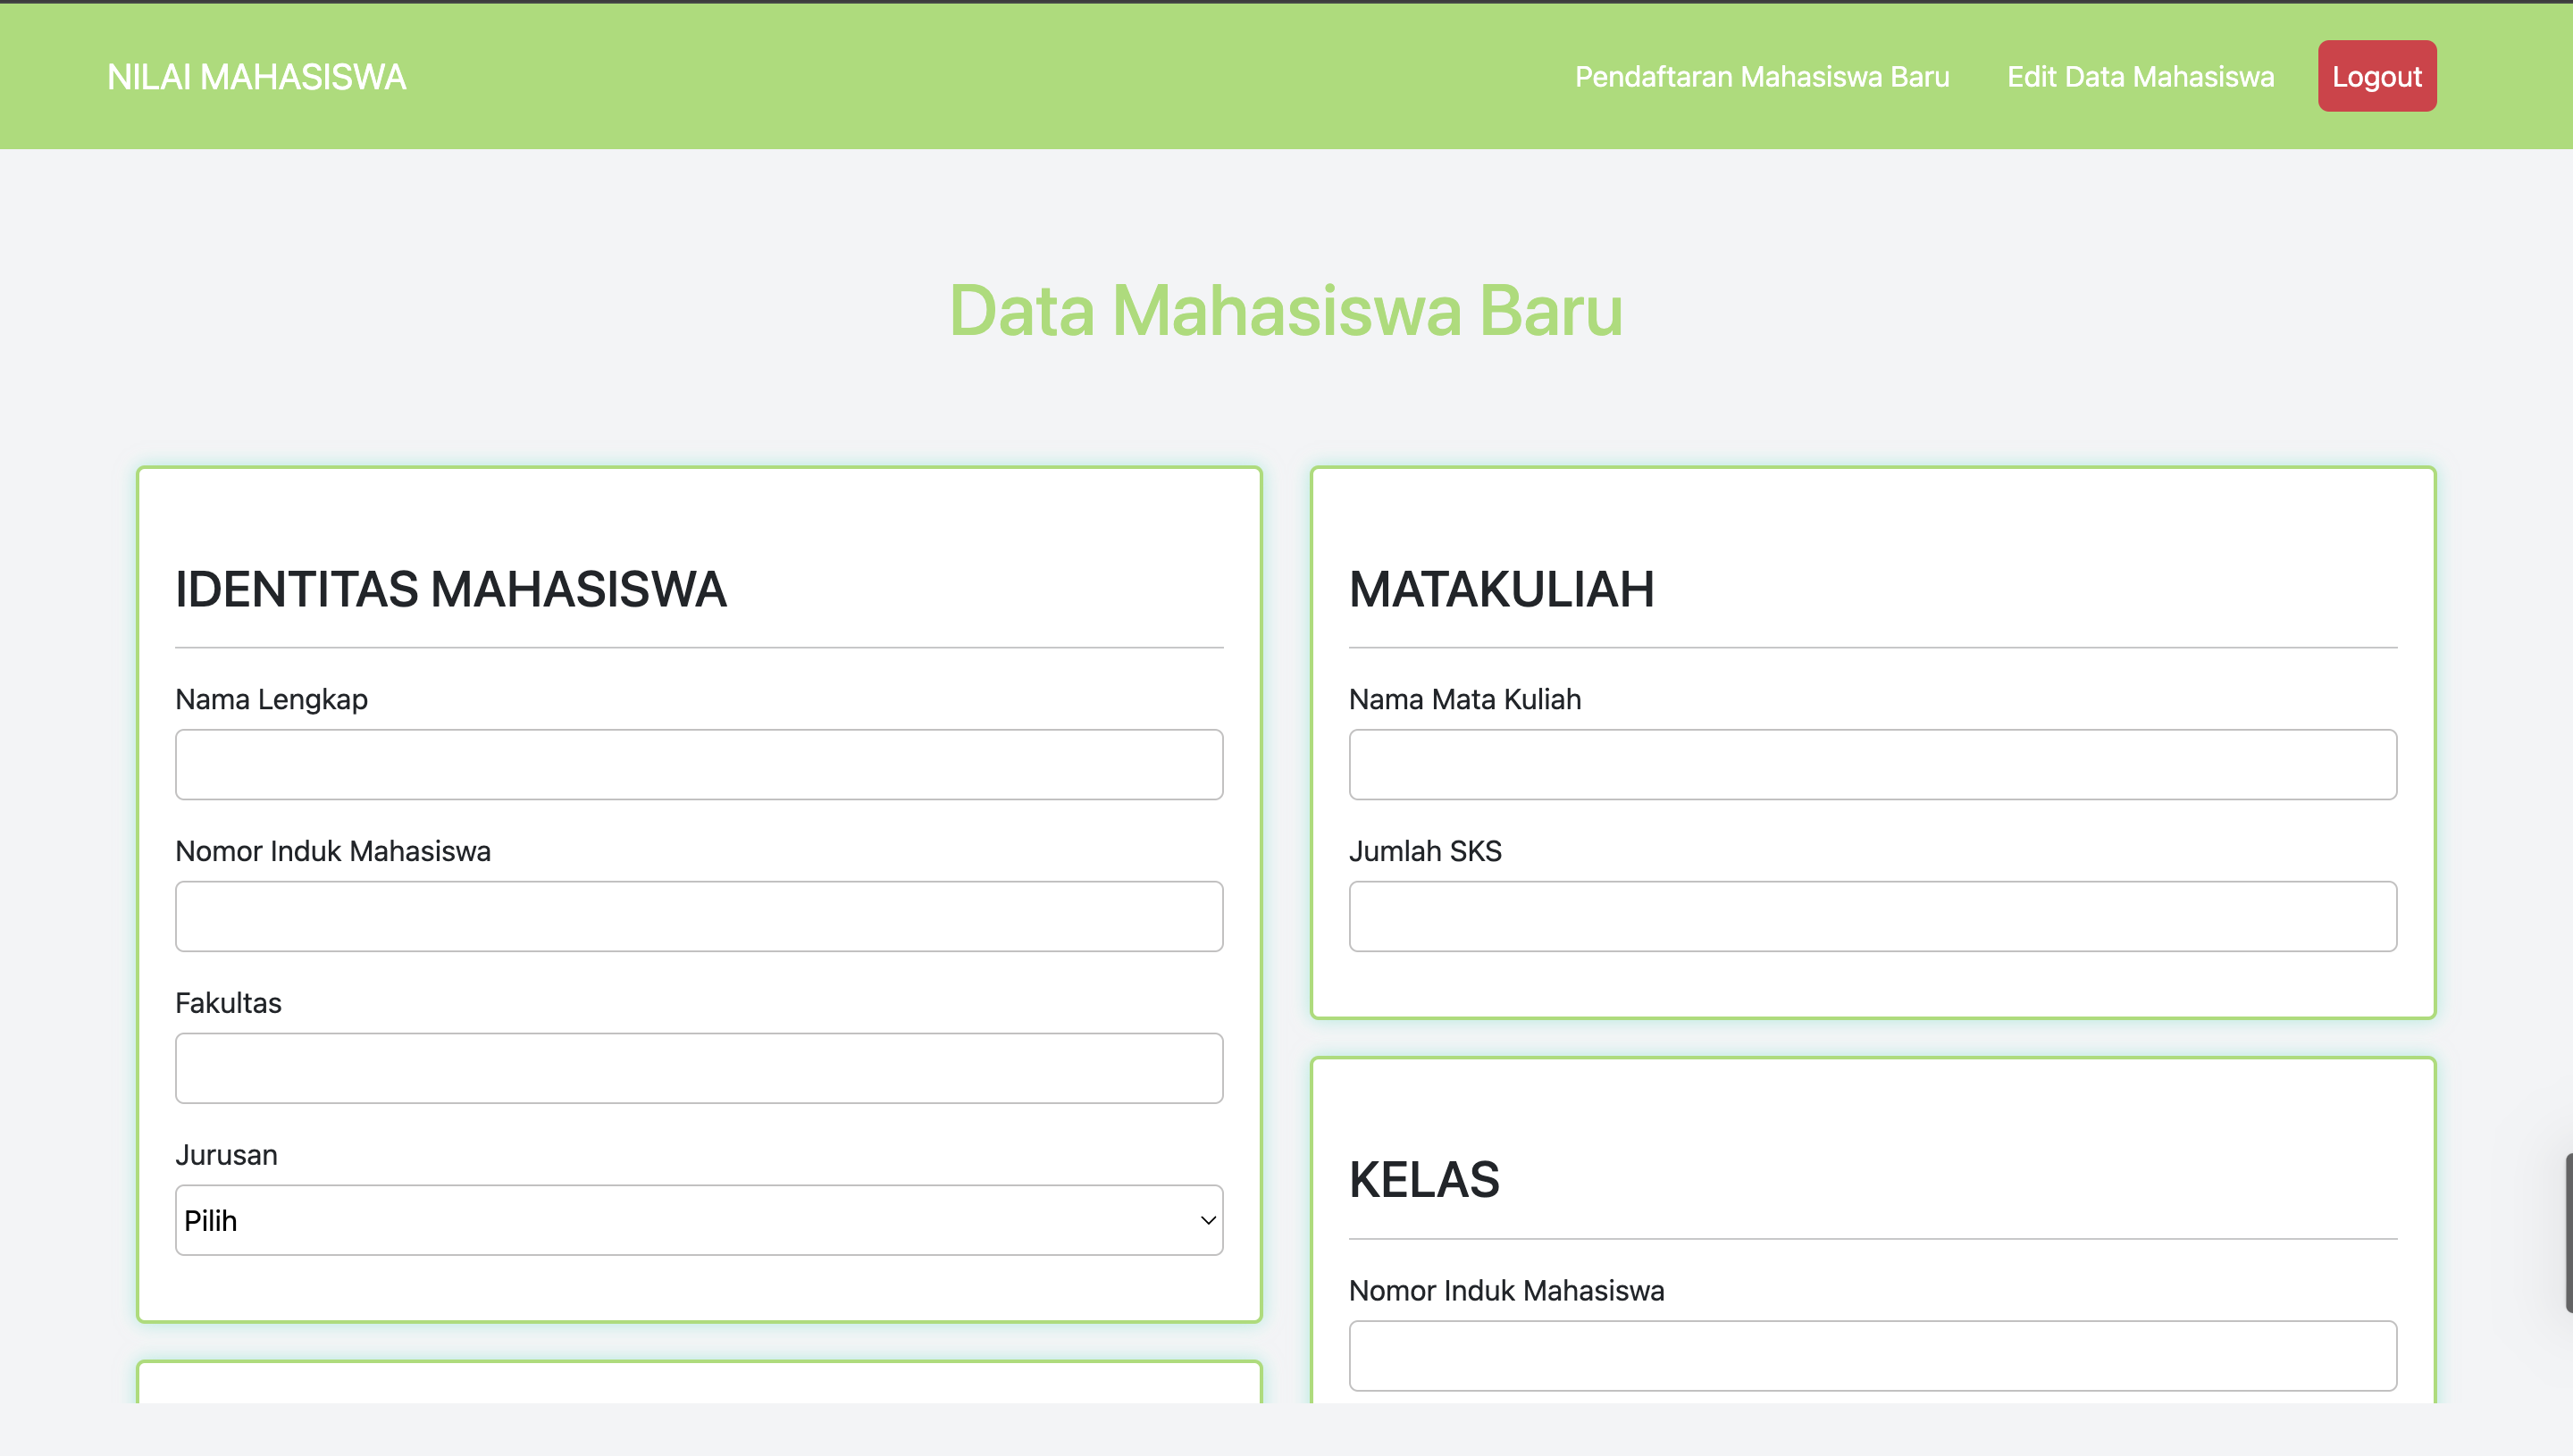 NILAI MAHASISWA
Pendaftaran Mahasiswa Baru
Edit Data Mahasiswa
Logout
Data Mahasiswa Baru
IDENTITAS MAHASISWA
Nama Lengkap
Nomor Induk Mahasiswa
Fakultas
Jurusan
Pilih
MATAKULIAH
Nama Mata Kuliah
Jumlah SKS
KELAS
Nomor Induk Mahasiswa